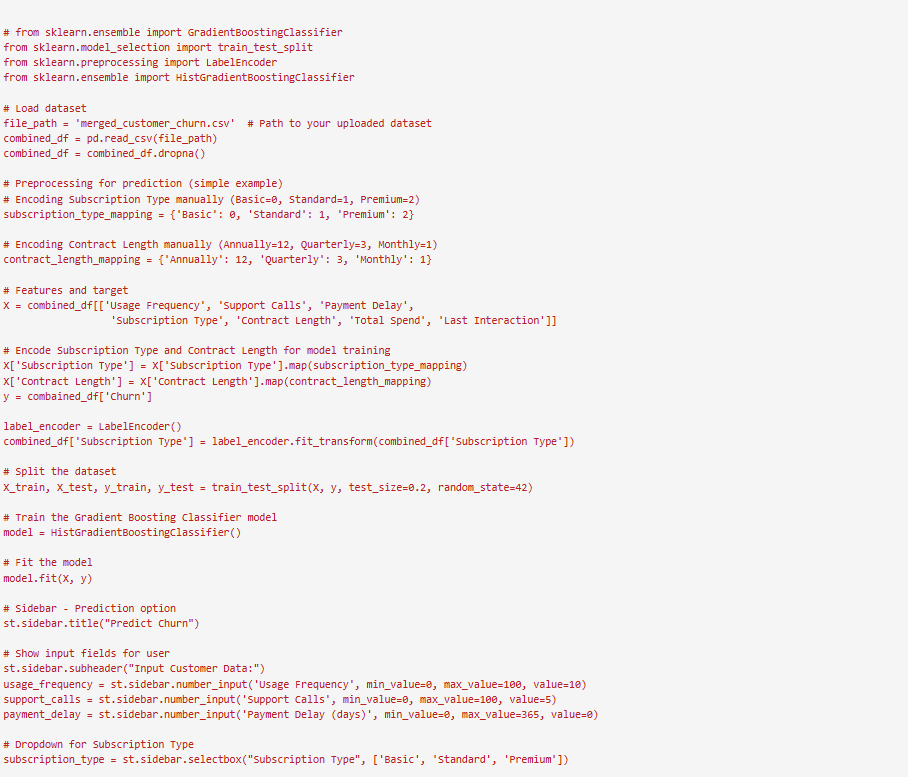 # from sklearn.ensemble import GradientBoostingClassifier
from sklearn.model_selection import train_test_split
from sklearn.preprocessing import LabelEncoder
from sklearn.ensemble import HistGradientBoostingClassifier

# Load dataset
file_path = 'merged_customer_churn.csv'  # Path to your uploaded dataset
combined_df = pd.read_csv(file_path)
combined_df = combined_df.dropna()

# Preprocessing for prediction (simple example)
# Encoding Subscription Type manually (Basic=0, Standard=1, Premium=2)
subscription_type_mapping = {'Basic': 0, 'Standard': 1, 'Premium': 2}

# Encoding Contract Length manually (Annually=12, Quarterly=3, Monthly=1)
contract_length_mapping = {'Annually': 12, 'Quarterly': 3, 'Monthly': 1}

# Features and target
X = combined_df[['Usage Frequency', 'Support Calls', 'Payment Delay',
                 'Subscription Type', 'Contract Length', 'Total Spend', 'Last Interaction']]

# Encode Subscription Type and Contract Length for model training
X['Subscription Type'] = X['Subscription Type'].map(subscription_type_mapping)
X['Contract Length'] = X['Contract Length'].map(contract_length_mapping)
y = combained_df['Churn']

label_encoder = LabelEncoder()
combined_df['Subscription Type'] = label_encoder.fit_transform(combined_df['Subscription Type'])

# Split the dataset
X_train, X_test, y_train, y_test = train_test_split(X, y, test_size=0.2, random_state=42)

# Train the Gradient Boosting Classifier model
model = HistGradientBoostingClassifier()

# Fit the model
model.fit(X, y)

# Sidebar - Prediction option
st.sidebar.title("Predict Churn")

# Show input fields for user
st.sidebar.subheader("Input Customer Data:")
usage_frequency = st.sidebar.number_input('Usage Frequency', min_value=0, max_value=100, value=10)
support_calls = st.sidebar.number_input('Support Calls', min_value=0, max_value=100, value=5)
payment_delay = st.sidebar.number_input('Payment Delay (days)', min_value=0, max_value=365, value=0)

# Dropdown for Subscription Type
subscription_type = st.sidebar.selectbox("Subscription Type", ['Basic', 'Standard', 'Premium'])